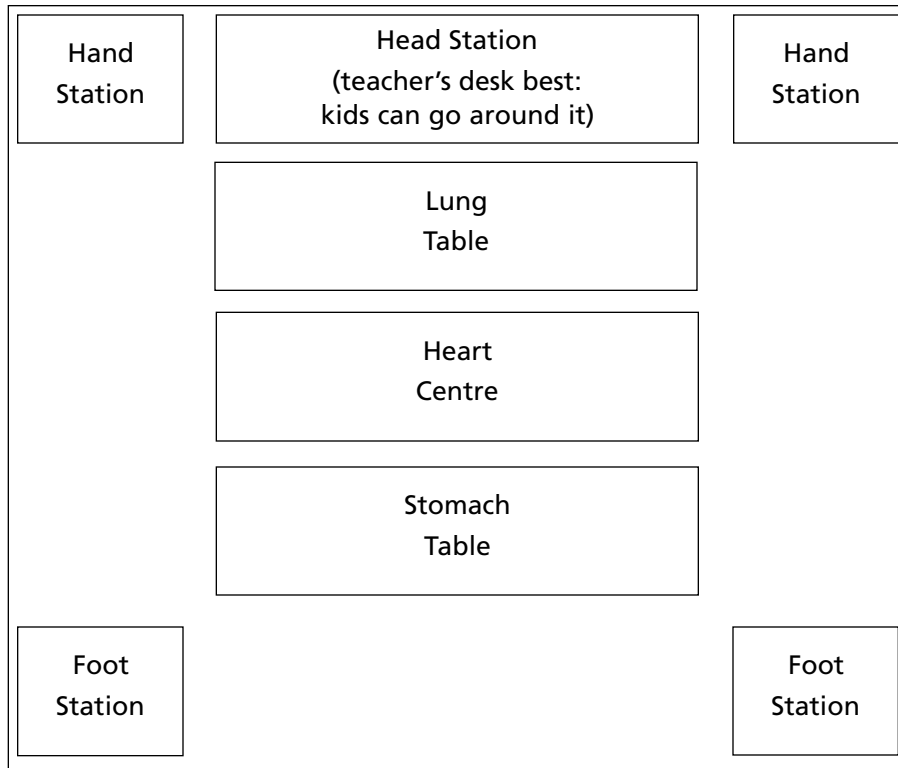 Hand
Station
Head Station
(teacher’s desk best:
kids can go around it)
Hand
Station
Lung
Table
Heart
Centre
Stomach
Table
Foot
Station
Foot
Station